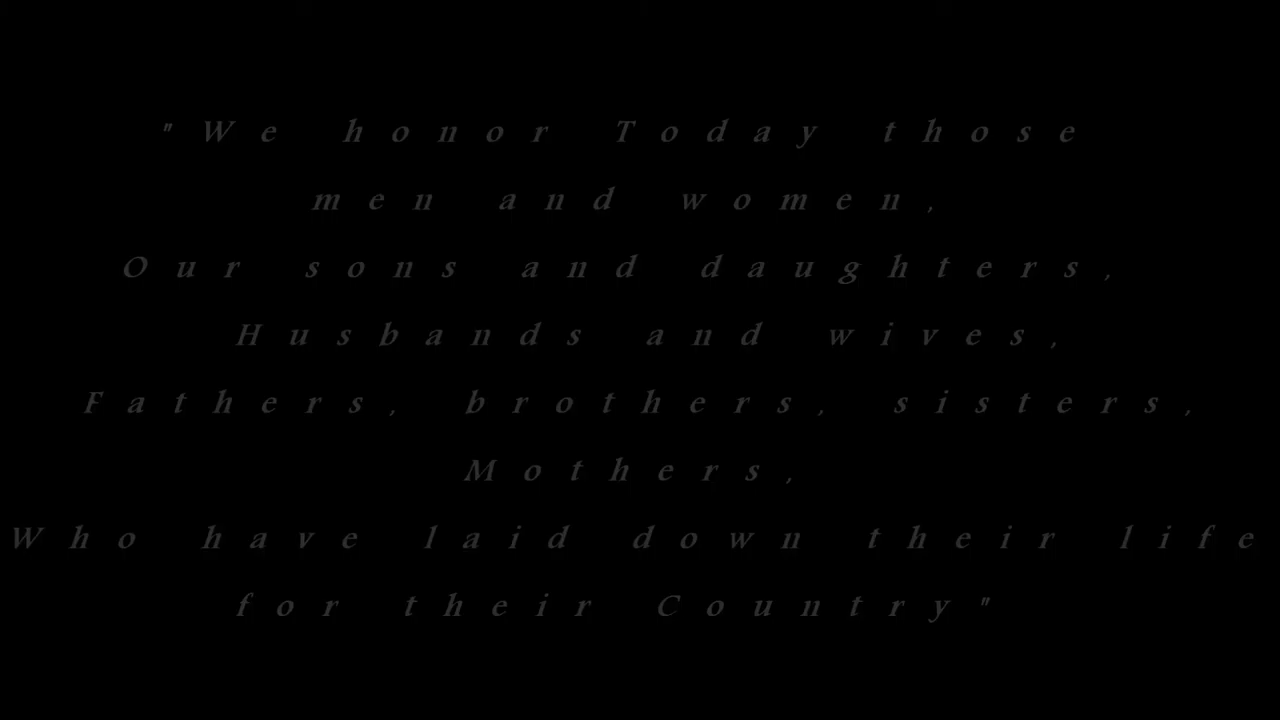 "We honor Today those
men and women,
Our sons and daughters,
Husbands and wives,
Fathers, brothers, sisters,
Mothers,
Who have laid down their life
for their Country"